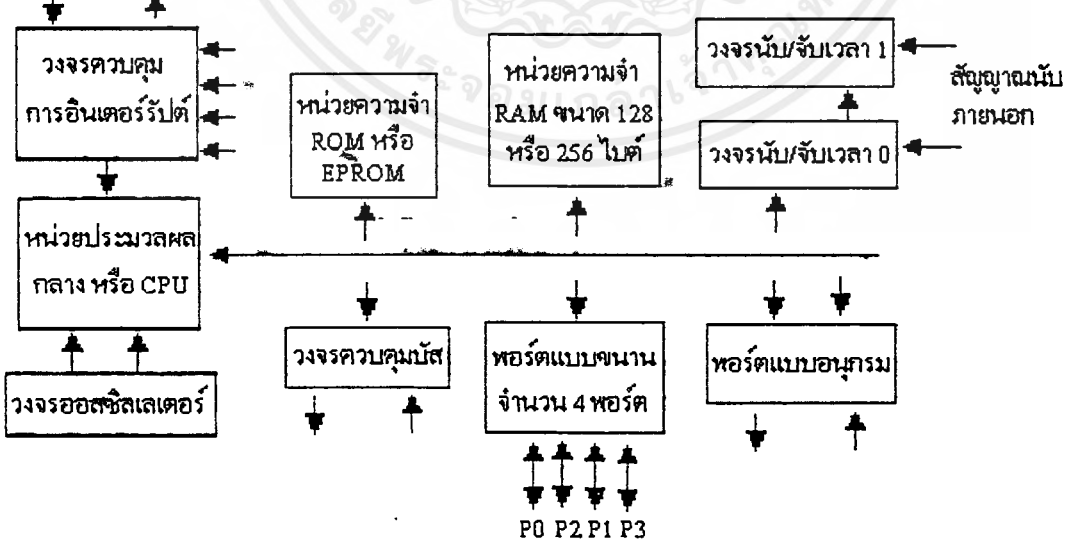 วงจรควบคุม
การอินเตอร์รัปต์
หน่วยความจำ
ROM หรือ
EPROM
หน่วยความจำ
RAM ขนาด 128
หรือ 256 ไบต์
วงจรนับ/จับเวลา 1
สัญญาณนับ
ภายนอก
วงจรนับ/จับเวลา 0
หน่วยประมวลผล
กลาง หรือ CPU
วงจรออสซิลเลเตอร์
วงจรควบคุมบัส
พอร์ตแบบขนาน
จำนวน 4 พอร์ต
พอร์ตแบบอนุกรม
P0 P2 P1 P3